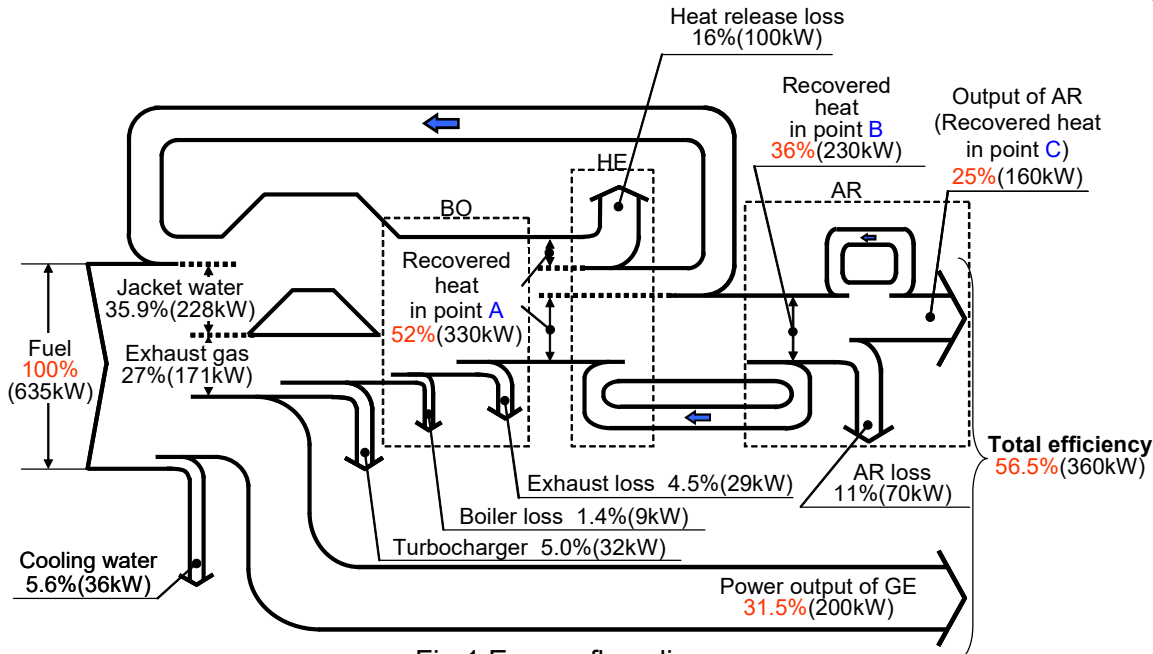 Heat release loss
16%(100kW)
Recovered
heat
in point B
36%(230kW)
Output of AR
(Recovered heat
in point C)
25%(160kW)
HE
BO
AR
Recovered
heat
in point A
52%(330kW)
Jacket water
35.9%(228kW)
Fuel
100%
(635kW)
Exhaust gas
27%(171kW)
Total efficiency
56.5%(360kW)
AR loss
11%(70kW)
Exhaust loss 4.5%(29kW)
Boiler loss 1.4%(9kW)
Turbocharger 5.0%(32kW)
Cooling water
5.6%(36kW)
Power output of GE
31.5%(200kW)